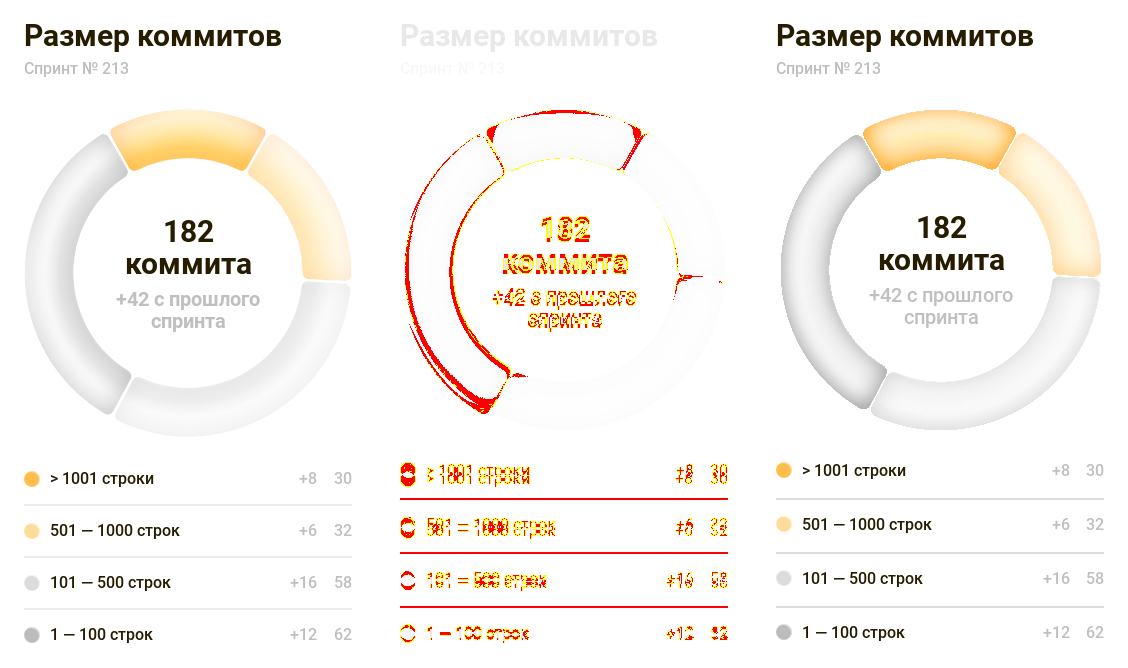 Размер коммитов
Спринт № 213
182
коммита
+42 с прошлого
спринта
> 1001 строки +8 30
501 — 1000 строк +6 32
101 — 500 строк +16 58
1 — 100 строк +12 62
Размер коммитов
Спринт № 213
182
коммита
+42 с прошлого
спринта
> 1001 строки +8 30
501 — 1000 строк +6 32
101 — 500 строк +16 58
1 — 100 строк +12 62
Размер коммитов
Спринт № 213
182
коммита
+42 с прошлого
спринта
> 1001 строки +8 30
501 — 1000 строк +6 32
101 — 500 строк +16 58
1 — 100 строк +12 62